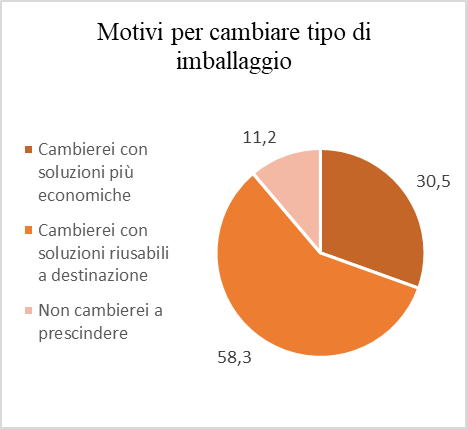 Motivi per cambiare tipo di
imballaggio
Cambierei con
soluzioni più
economiche
Cambierei con
soluzioni riusabili
a destinazione
Non cambierei a
prescindere
11,2
30,5
58,3